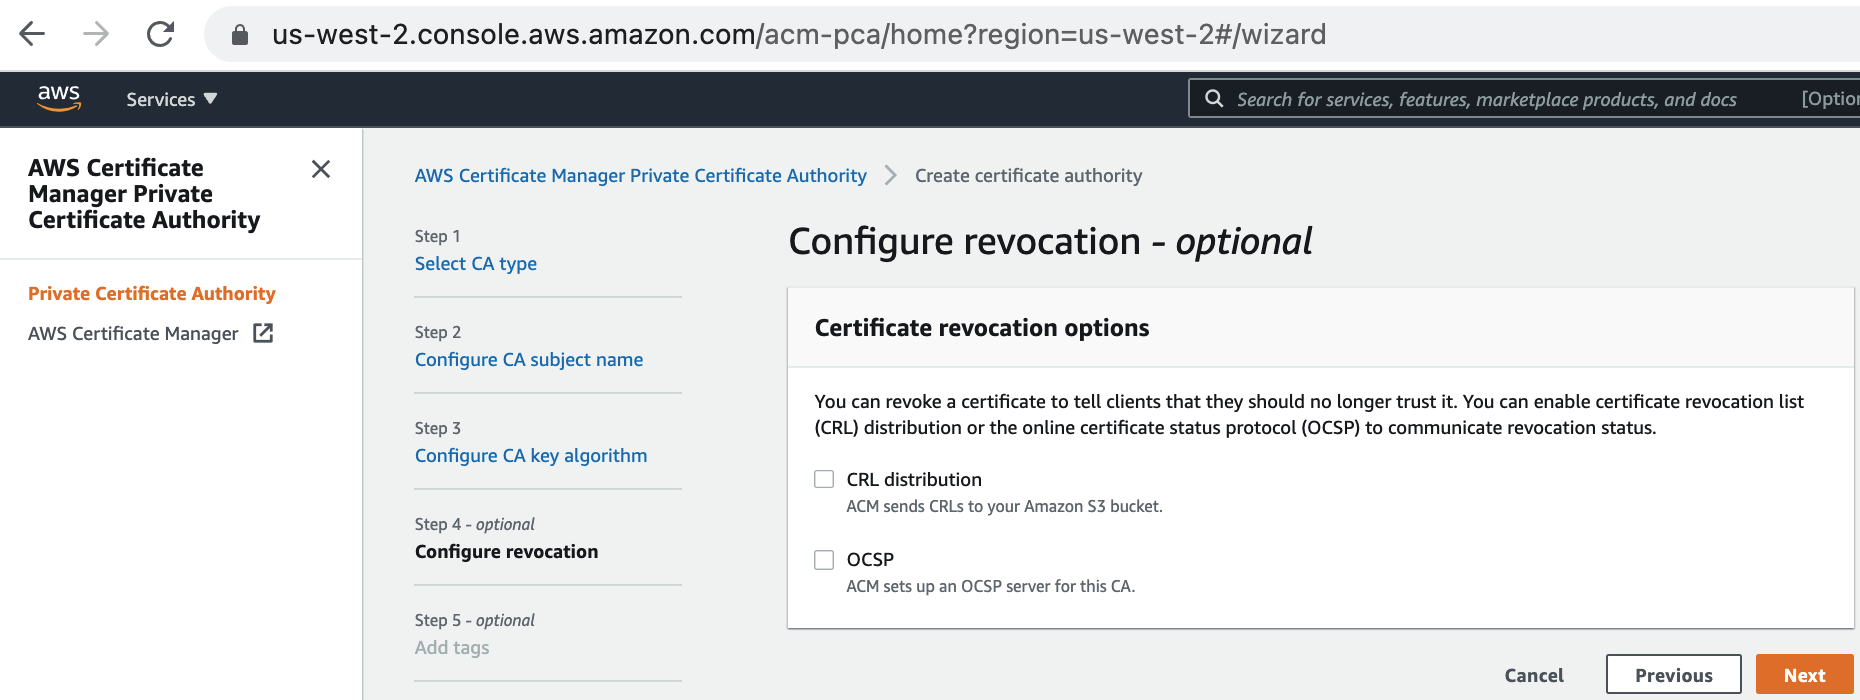 us-west-2.console.aws.amazon.com/acm-pca/home?region=us-west-2#/wizard
aws
Services
Search for services, features, marketplace products, and docs
AWS Certificate
Manager Private
Certificate Authority
Private Certificate Authority
AWS Certificate Manager
AWS Certificate Manager Private Certificate Authority
Create certificate authority
Step 1
Select CA type
Step 2
Configure CA subject name
Step 3
Configure CA key algorithm
Step 4 - optional
Configure revocation
Step 5 - optional
Add tags
Configure revocation - optional
Certificate revocation options
You can revoke a certificate to tell clients that they should no longer trust it. You can enable certificate revocation list
(CRL) distribution or the online certificate status protocol (OCSP) to communicate revocation status.
CRL distribution
ACM sends CRLs to your Amazon S3 bucket.
OCSP
ACM sets up an OCSP server for this CA.
Cancel
Previous
Next